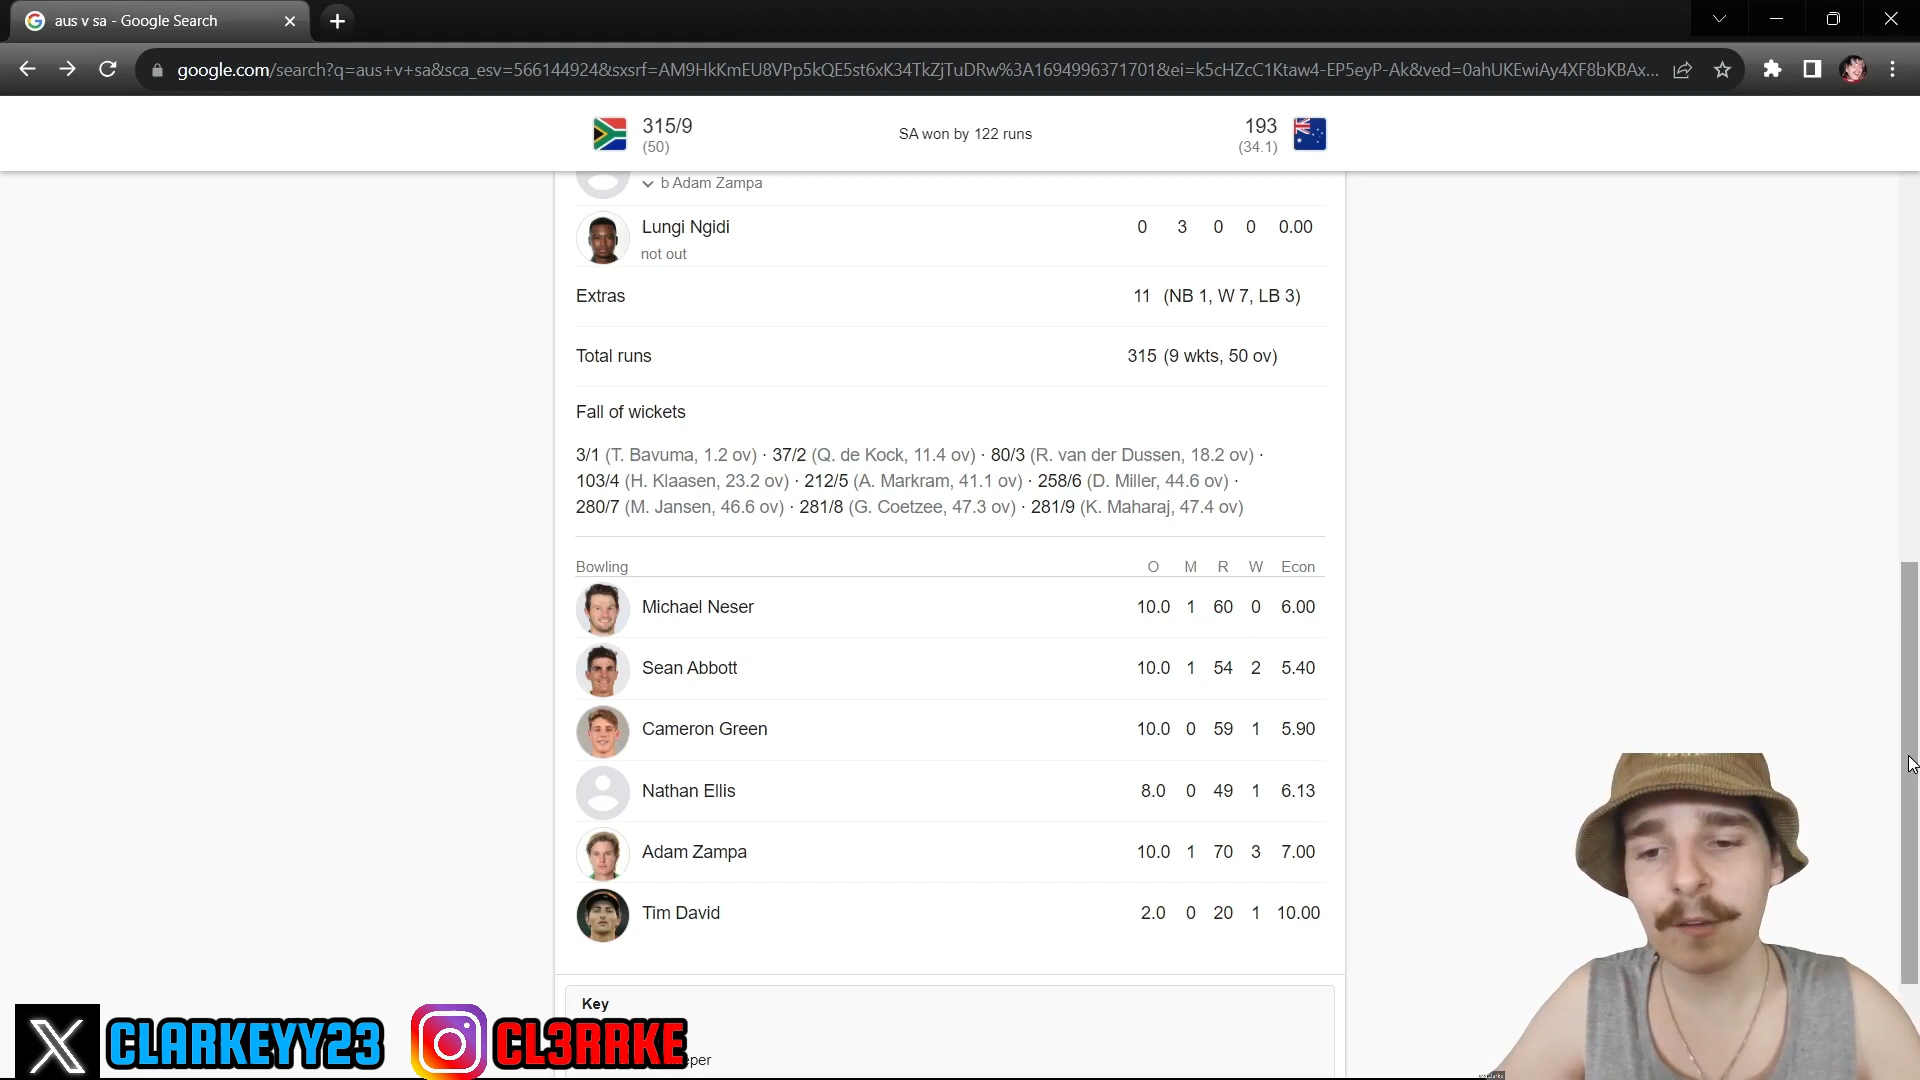 aus v sa - Google Search
google.com/search?q=aus+v+sa&sca_esv=566144924&sxsrf=AM9HkKmEU8VPp5kQE5st6xK34TkZjTuDRw%3A1694996371701&ei=k5cHZcC1Ktaw4-EP5eyP-Ak&ved=0ahUKEwiAy4XF8bKBAx...
315/9 SA won by 122 runs 193
(50) (34.1)
b Adam Zampa
Lungi Ngidi 0 3 0 0 0.00
not out
Extras 11 (NB 1, W 7, LB 3)
Total runs 315 (9 wkts, 50 ov)
Fall of wickets
3/1 (T. Bavuma, 1.2 ov) · 37/2 (Q. de Kock, 11.4 ov) · 80/3 (R. van der Dussen, 18.2 ov) ·
103/4 (H. Klaasen, 23.2 ov) · 212/5 (A. Markram, 41.1 ov) · 258/6 (D. Miller, 44.6 ov) ·
280/7 (M. Jansen, 46.6 ov) · 281/8 (G. Coetzee, 47.3 ov) · 281/9 (K. Maharaj, 47.4 ov)
Bowling O M R W Econ
Michael Neser 10.0 1 60 0 6.00
Sean Abbott 10.0 1 54 2 5.40
Cameron Green 10.0 0 59 1 5.90
Nathan Ellis 8.0 0 49 1 6.13
Adam Zampa 10.0 1 70 3 7.00
Tim David 2.0 0 20 1 10.00
Key
eper
CLARKEYY23 CL3RRKE